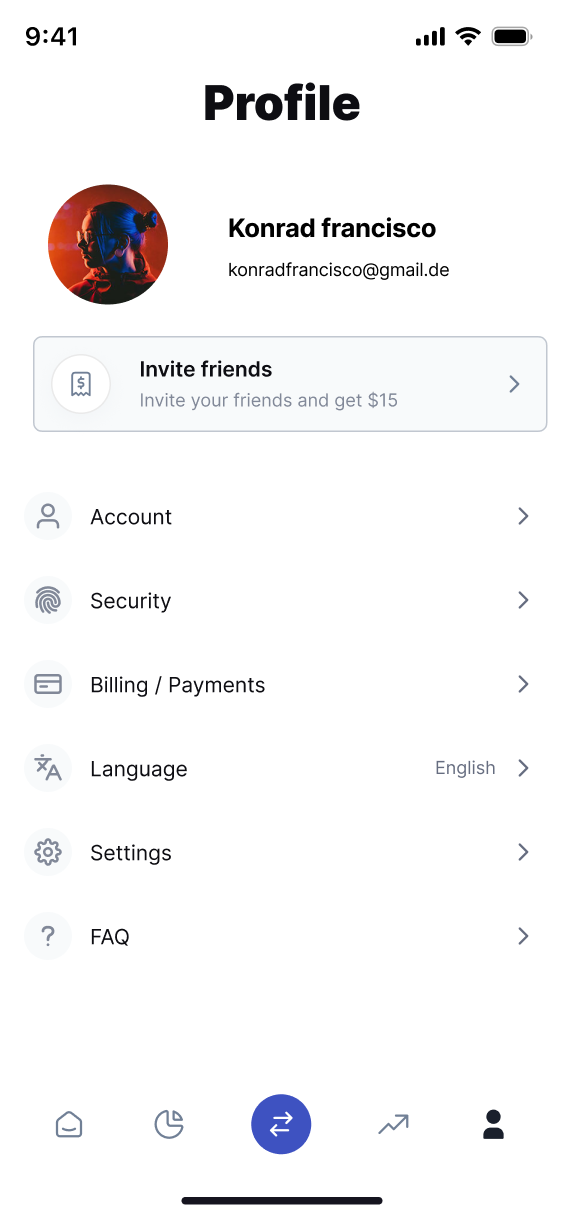 9:41
Profile
Konrad francisco
konradfrancisco@gmail.de
Invite friends
Invite your friends and get $15
Account
Security
Billing / Payments
Language English
Settings
FAQ